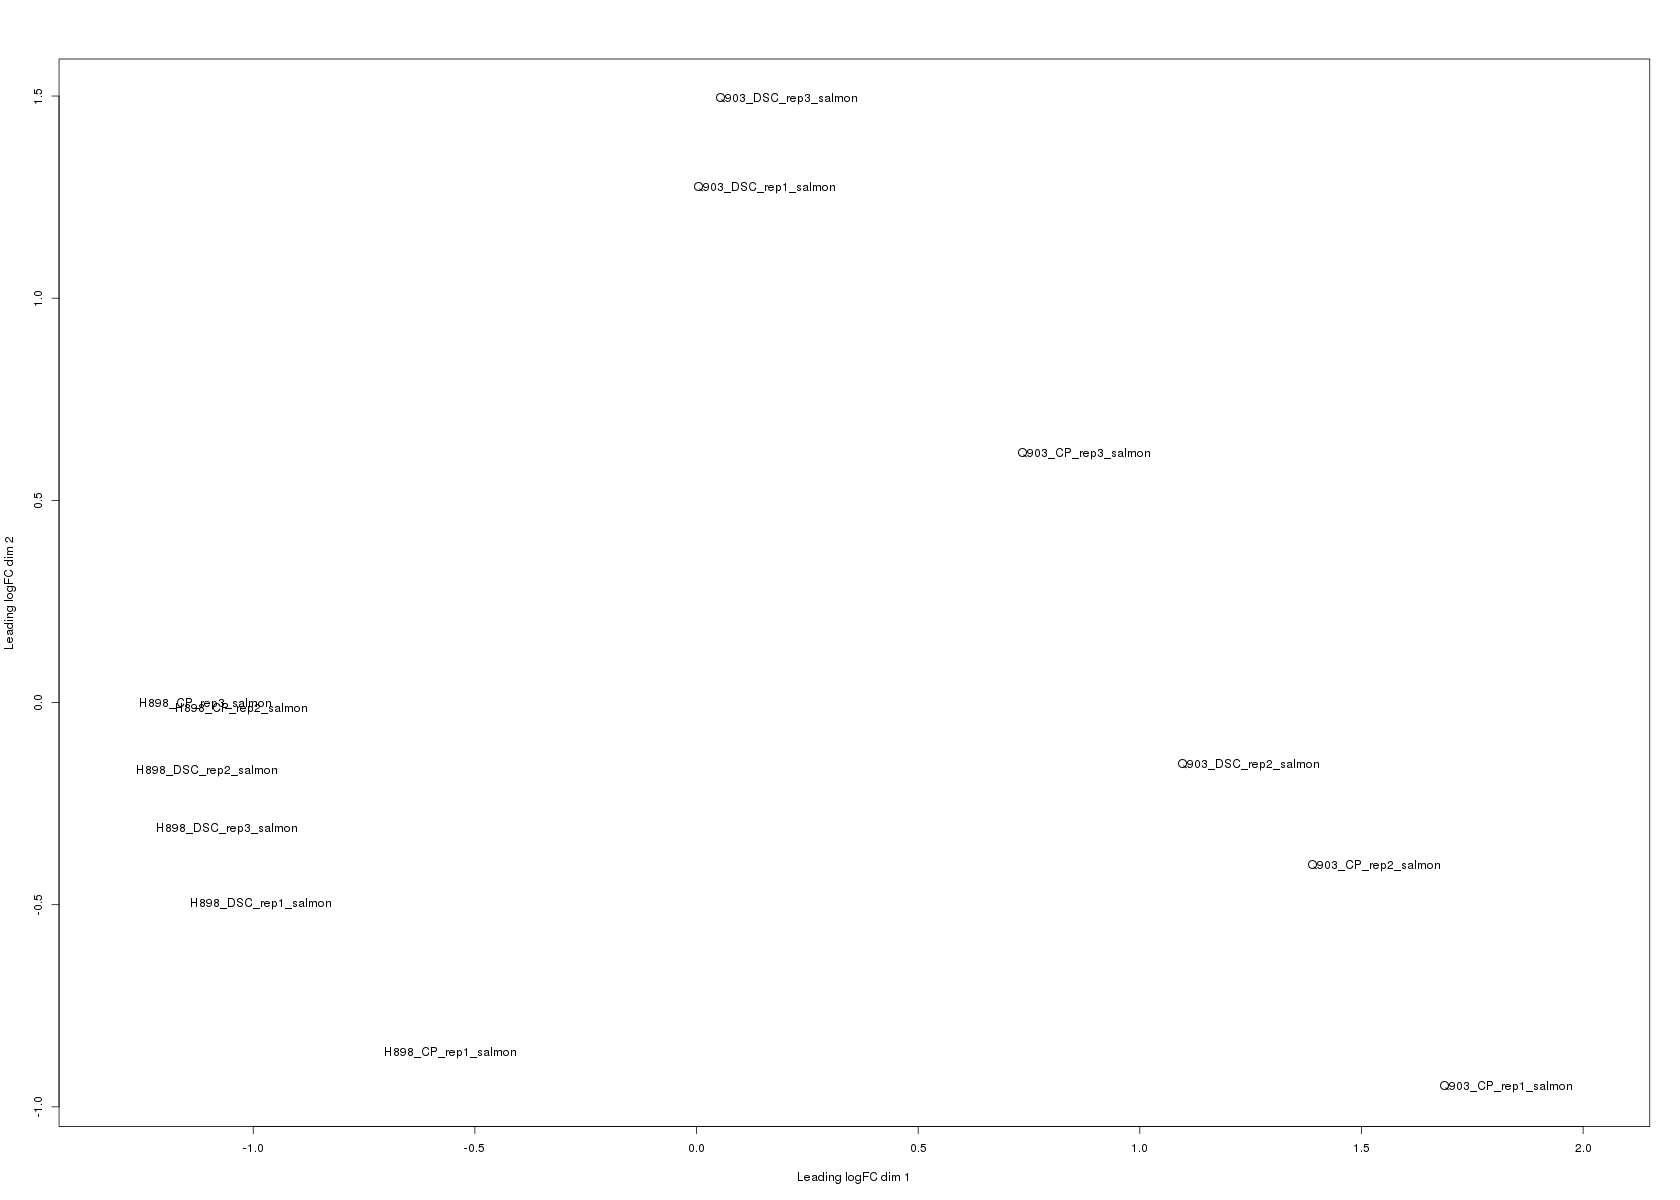 1.5
1.0
0.5
0.0
-0.5
-1.0
Leading logFC dim 2
Q903_DSC_rep3_salmon
Q903_DSC_rep1_salmon
Q903_CP_rep3_salmon
H898_CP_rep3_salmon
H898_CP_rep2_salmon
H898_DSC_rep2_salmon
Q903_DSC_rep2_salmon
H898_DSC_rep3_salmon
Q903_CP_rep2_salmon
H898_DSC_rep1_salmon
H898_CP_rep1_salmon
Q903_CP_rep1_salmon
-1.0 -0.5 0.0 0.5 1.0 1.5 2.0
Leading logFC dim 1